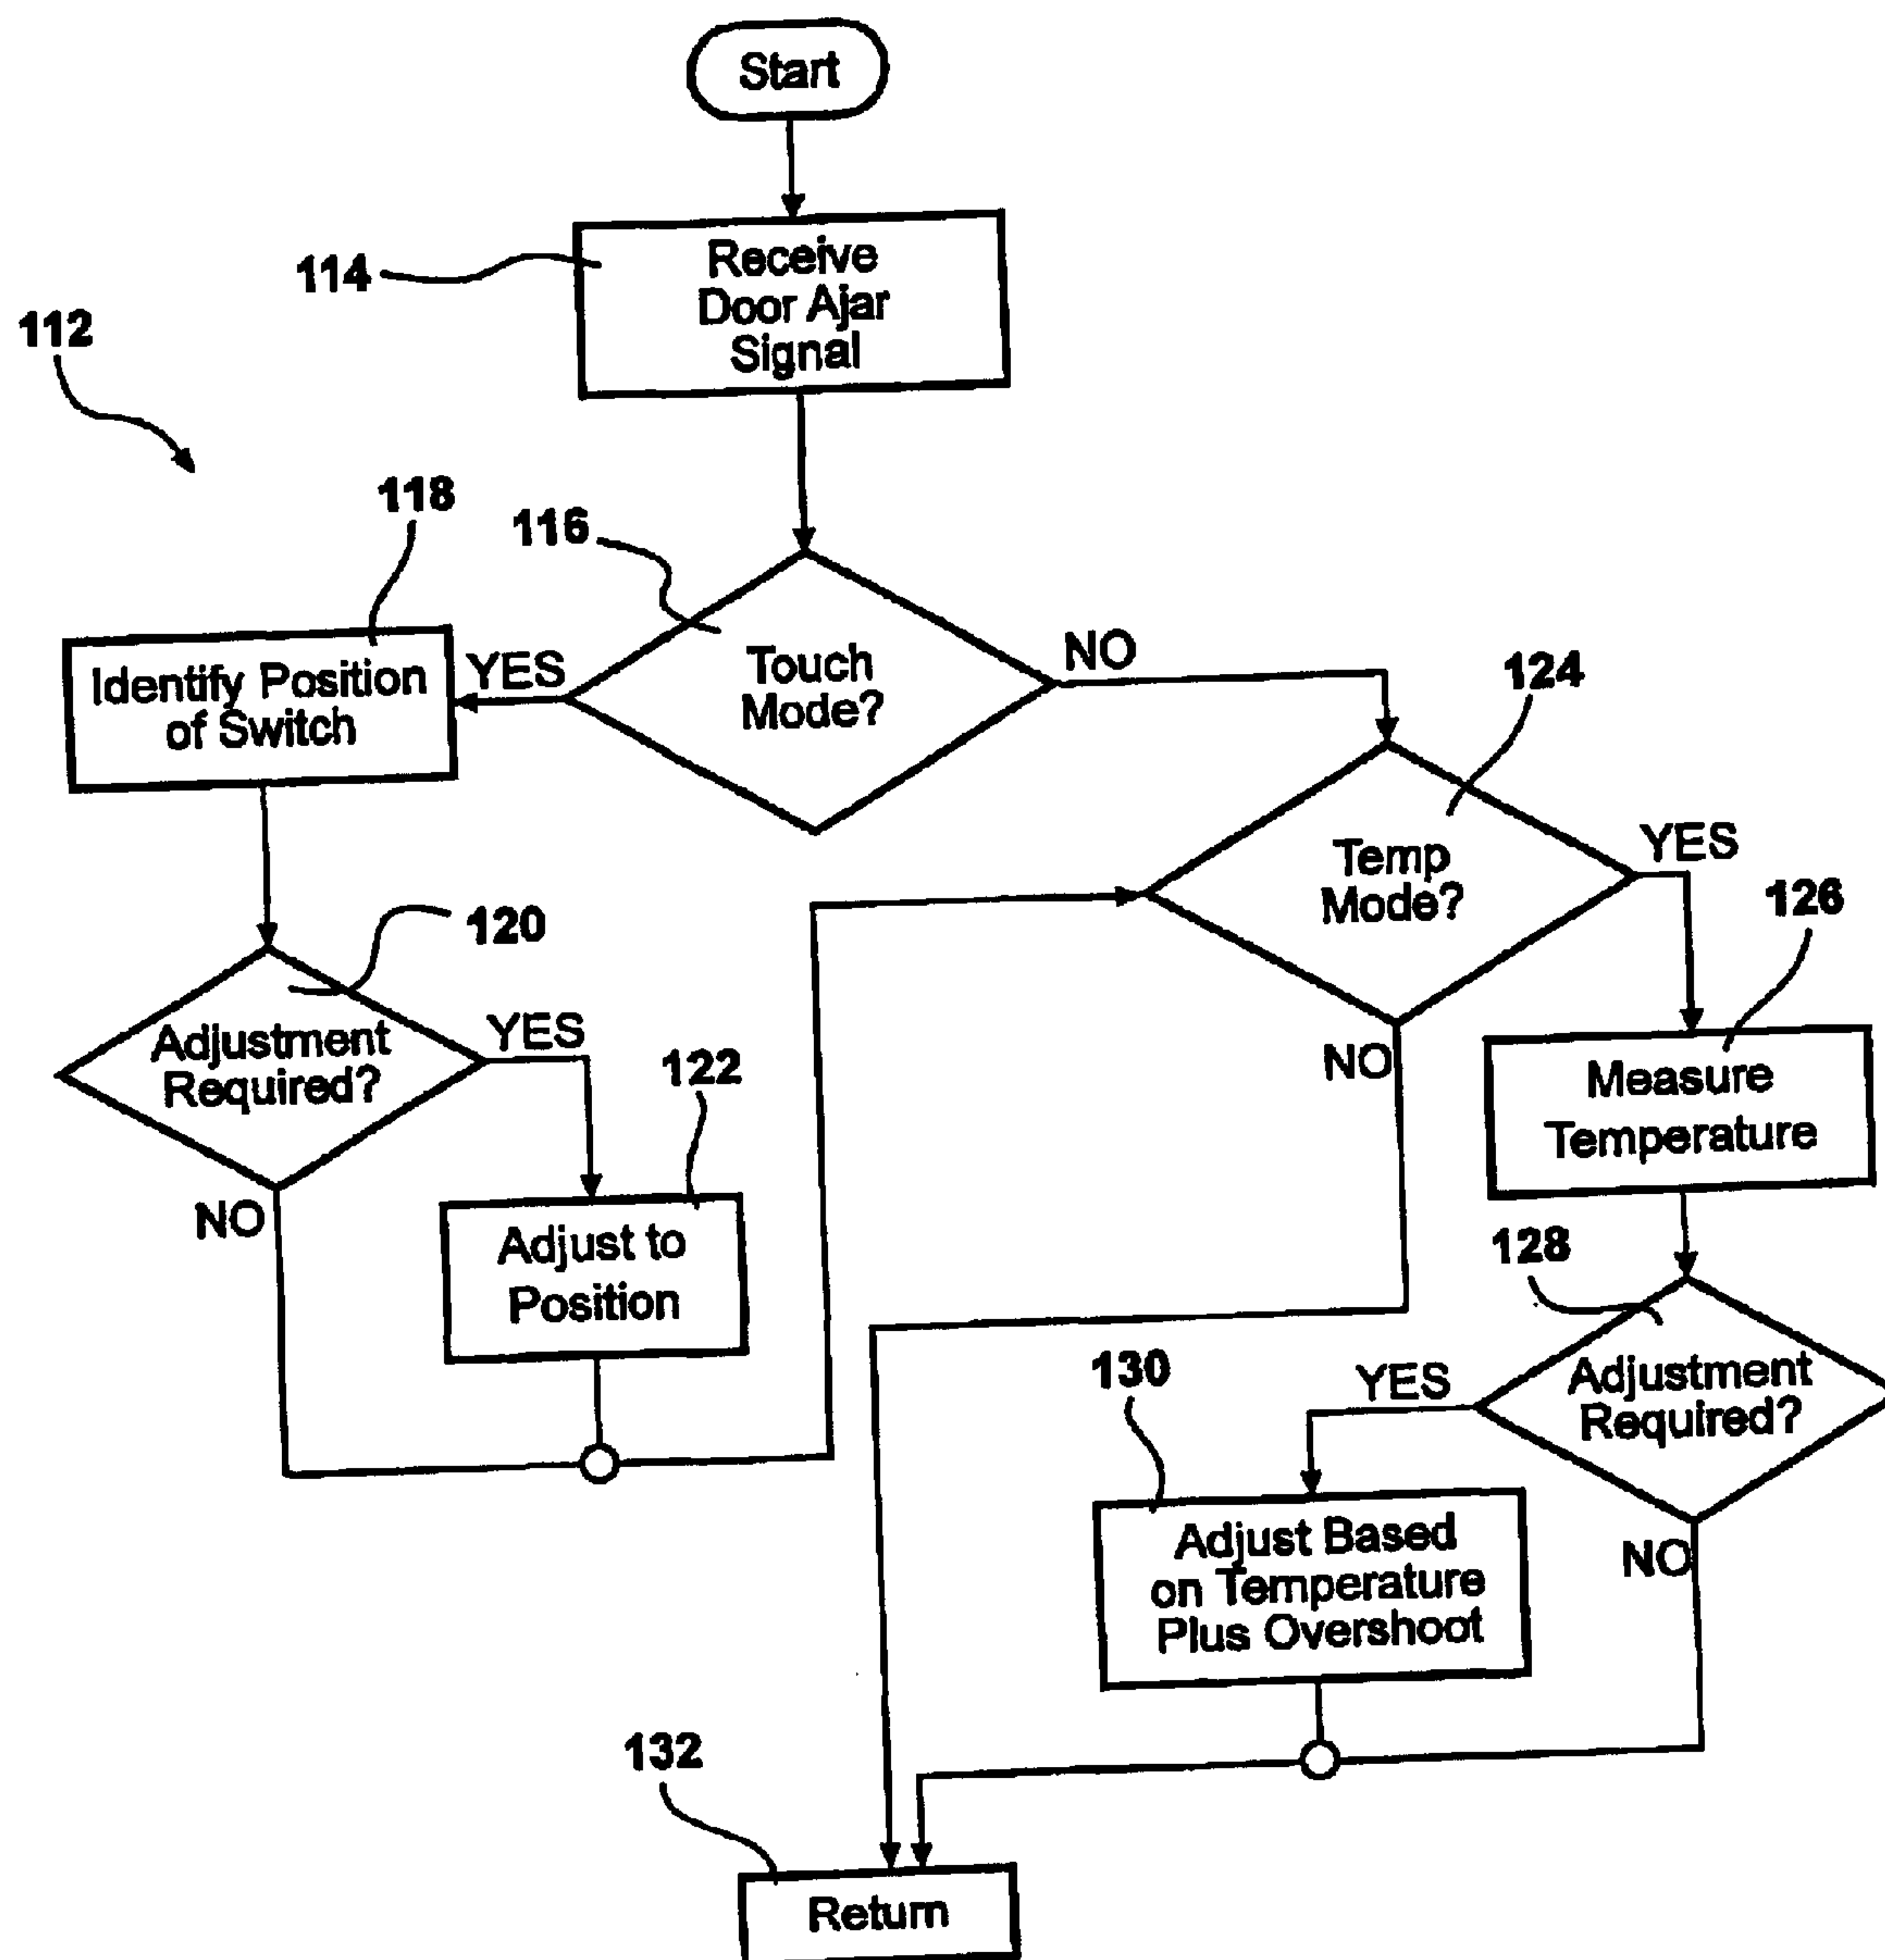 Start
114
Receive
Door Ajar
Signal
112
118
116
Identify Position
of Switch
YES
Touch
Mode?
NO
124
Temp
Mode?
YES
126
120
Adjustment
Required?
YES
122
NO
Measure
Temperature
NO
Adjust to
Position
128
130
YES
Adjustment
Required?
Adjust Based
on Temperature
Plus Overshoot
NO
132
Return